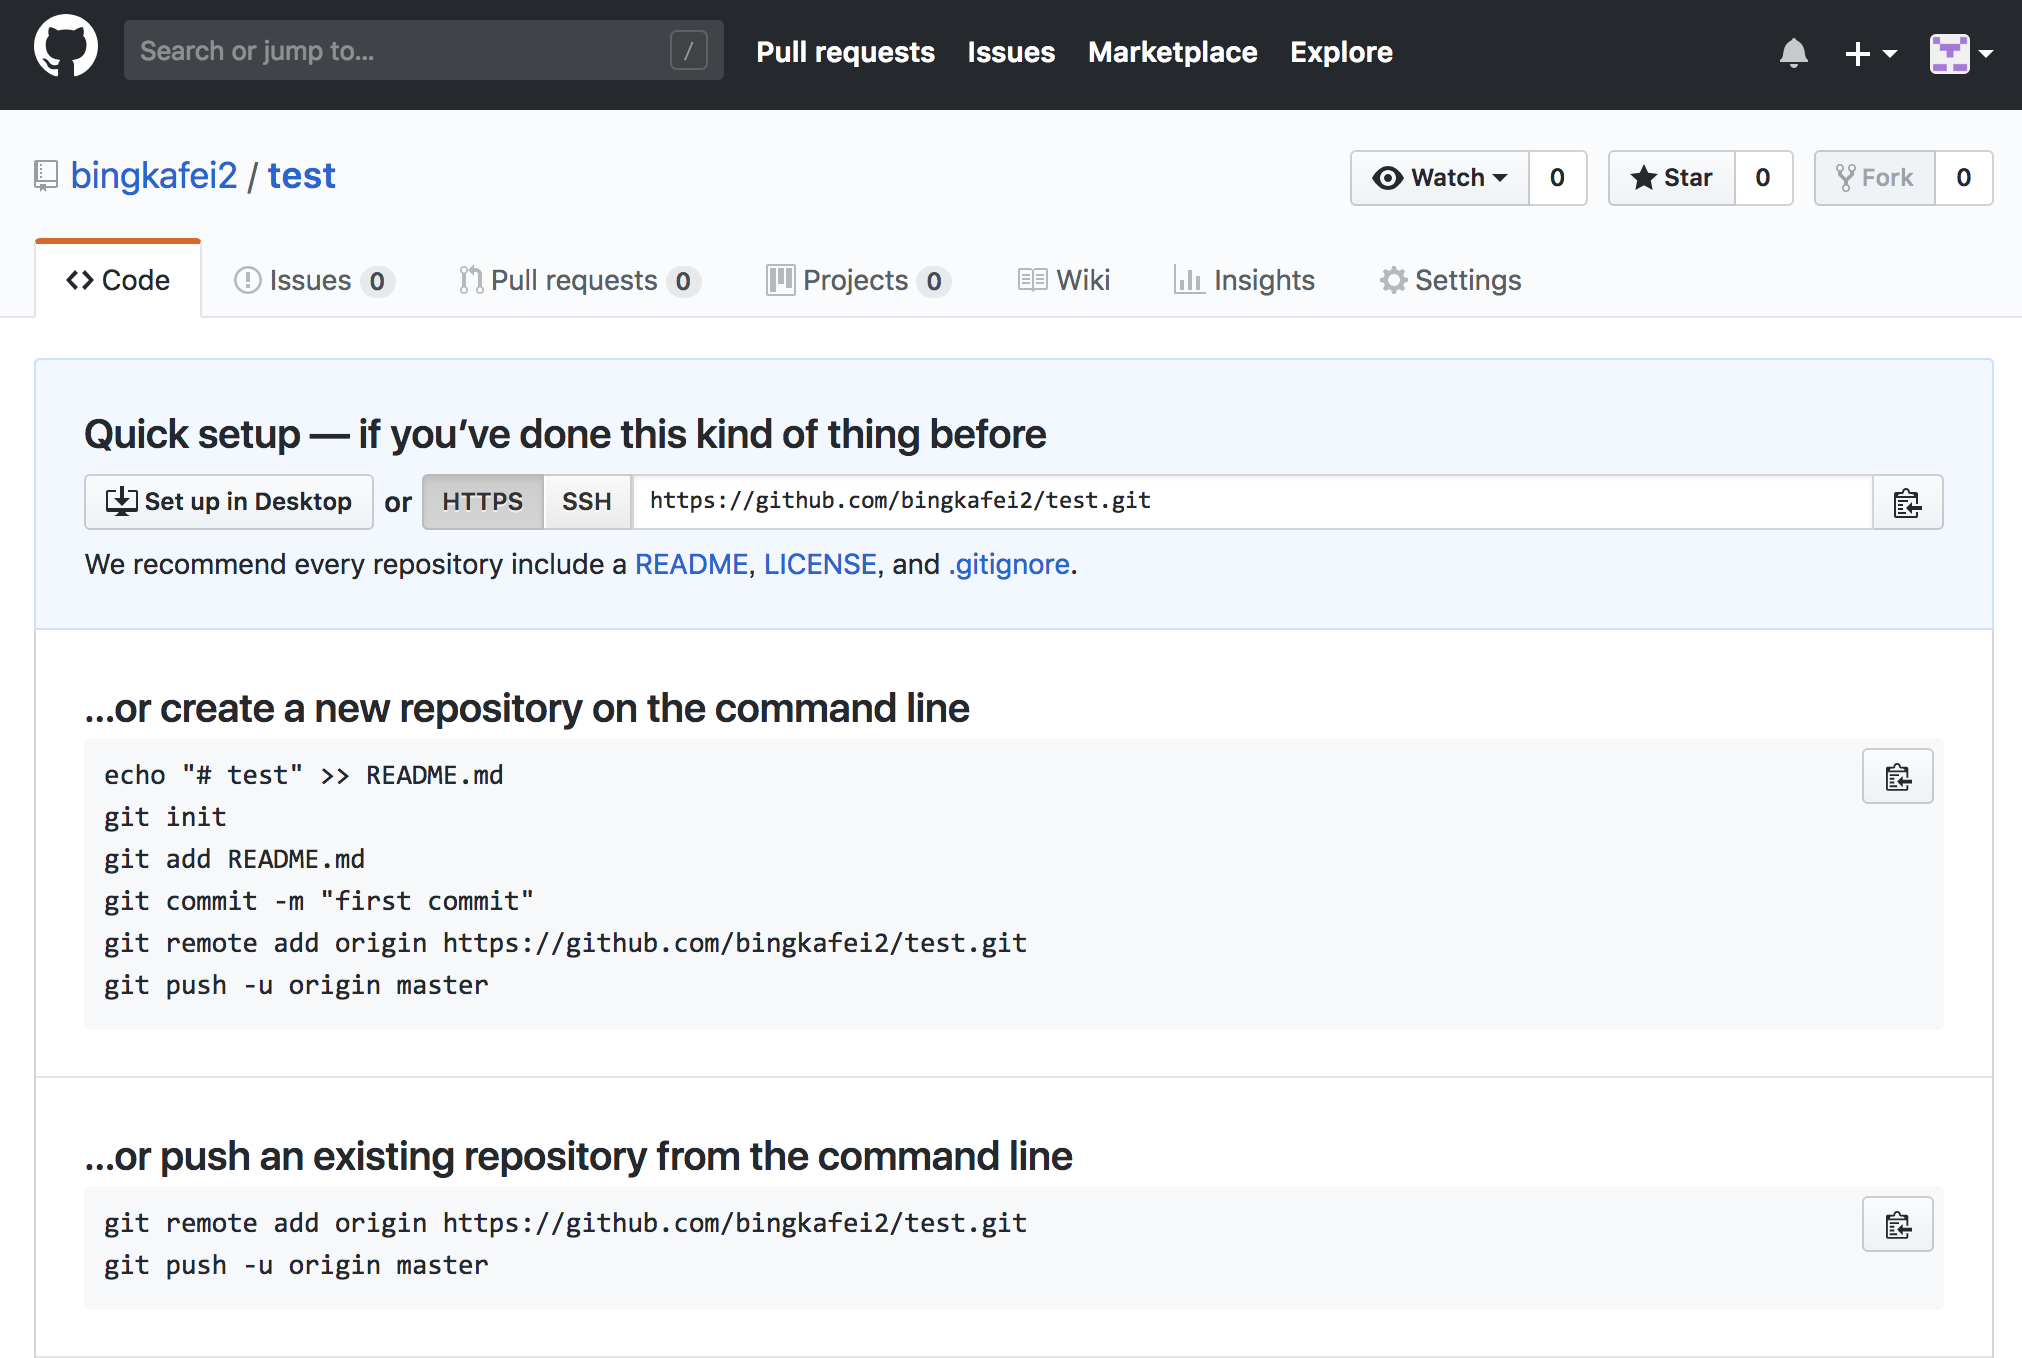 Search or jump to... /
Pull requests Issues Marketplace Explore
bingkafei2 / test
Watch 0 Star 0 Fork 0
Code Issues 0 Pull requests 0 Projects 0 Wiki Insights Settings
Quick setup — if you’ve done this kind of thing before
Set up in Desktop or HTTPS SSH https://github.com/bingkafei2/test.git
We recommend every repository include a README, LICENSE, and .gitignore.
…or create a new repository on the command line
echo "# test" >> README.md
git init
git add README.md
git commit -m "first commit"
git remote add origin https://github.com/bingkafei2/test.git
git push -u origin master
…or push an existing repository from the command line
git remote add origin https://github.com/bingkafei2/test.git
git push -u origin master